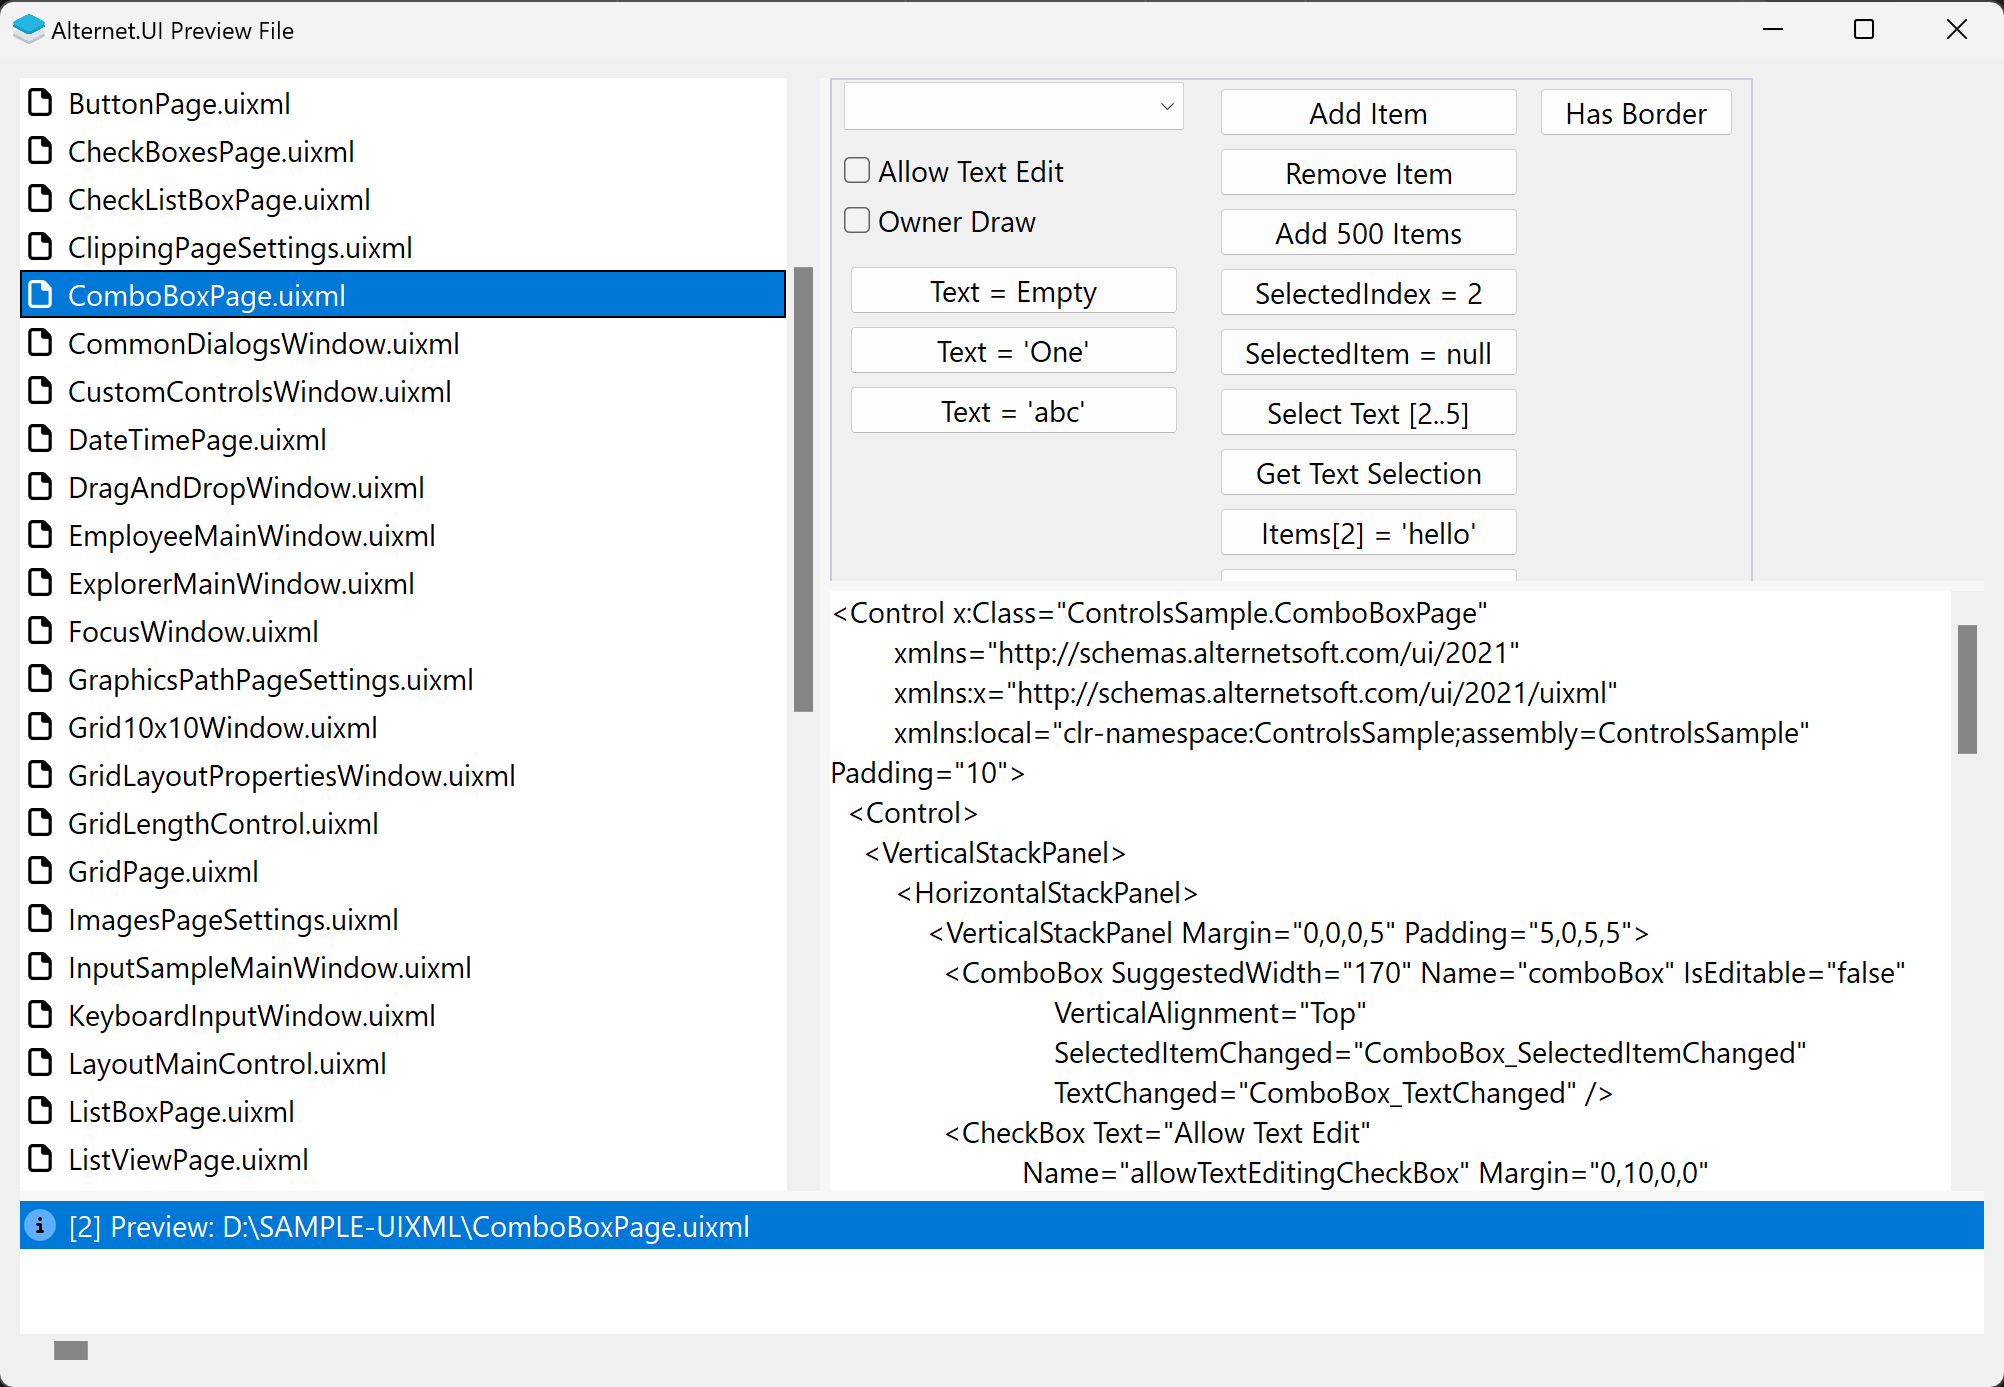 Alternet.UI Preview File
ButtonPage.uixml
CheckBoxesPage.uixml
CheckListBoxPage.uixml
ClippingPageSettings.uixml
ComboBoxPage.uixml
CommonDialogsWindow.uixml
CustomControlsWindow.uixml
DateTimePage.uixml
DragAndDropWindow.uixml
EmployeeMainWindow.uixml
ExplorerMainWindow.uixml
FocusWindow.uixml
GraphicsPathPageSettings.uixml
Grid10x10Window.uixml
GridLayoutPropertiesWindow.uixml
GridLengthControl.uixml
GridPage.uixml
ImagesPageSettings.uixml
InputSampleMainWindow.uixml
KeyboardInputWindow.uixml
LayoutMainControl.uixml
ListBoxPage.uixml
ListViewPage.uixml
Allow Text Edit
Owner Draw
Text = Empty
Text = 'One'
Text = 'abc'
Add Item
Remove Item
Add 500 Items
SelectedIndex = 2
SelectedItem = null
Select Text [2..5]
Get Text Selection
Items[2] = 'hello'
Has Border
<Control x:Class="ControlsSample.ComboBoxPage"
xmlns="http://schemas.alternetsoft.com/ui/2021"
xmlns:x="http://schemas.alternetsoft.com/ui/2021/uixml"
xmlns:local="clr-namespace:ControlsSample;assembly=ControlsSample"
Padding="10">
<Control>
<VerticalStackPanel>
<HorizontalStackPanel>
<VerticalStackPanel Margin="0,0,0,5" Padding="5,0,5,5">
<ComboBox SuggestedWidth="170" Name="comboBox" IsEditable="false"
VerticalAlignment="Top"
SelectedItemChanged="ComboBox_SelectedItemChanged"
TextChanged="ComboBox_TextChanged" />
<CheckBox Text="Allow Text Edit"
Name="allowTextEditingCheckBox" Margin="0,10,0,0"
[2] Preview: D:\SAMPLE-UIXML\ComboBoxPage.uixml